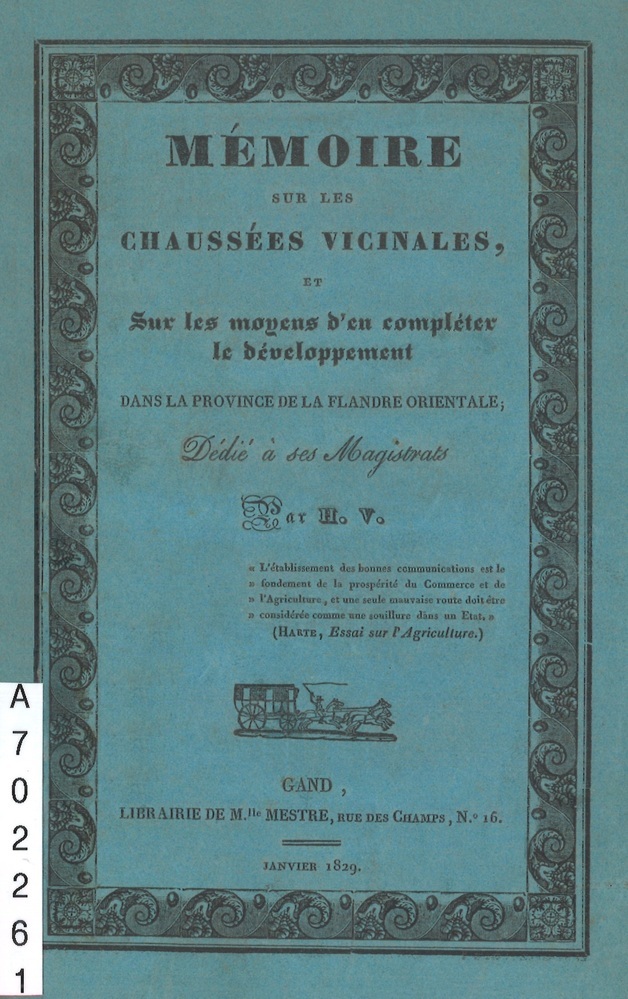 MÉMOIRE
SUR LES
CHAUSSÉES VICINALES,
ET
Sur les moyens d'en compléter
le développement
DANS LA PROVINCE DE LA FLANDRE ORIENTALE;
Dédié à ses Magistrats
Par H. V.
« L'établissement des bonnes communications est le
» fondement de la prospérité du Commerce et de
» l'Agriculture, et une seule mauvaise route doit être
» considérée comme une souillure dans un Etat. »
(HARTE, Essai sur l'Agriculture.)
GAND,
LIBRAIRIE DE M.lle MESTRE, RUE DES CHAMPS, N.o 16.
JANVIER 1829.
A
7
0
2
2
6
1